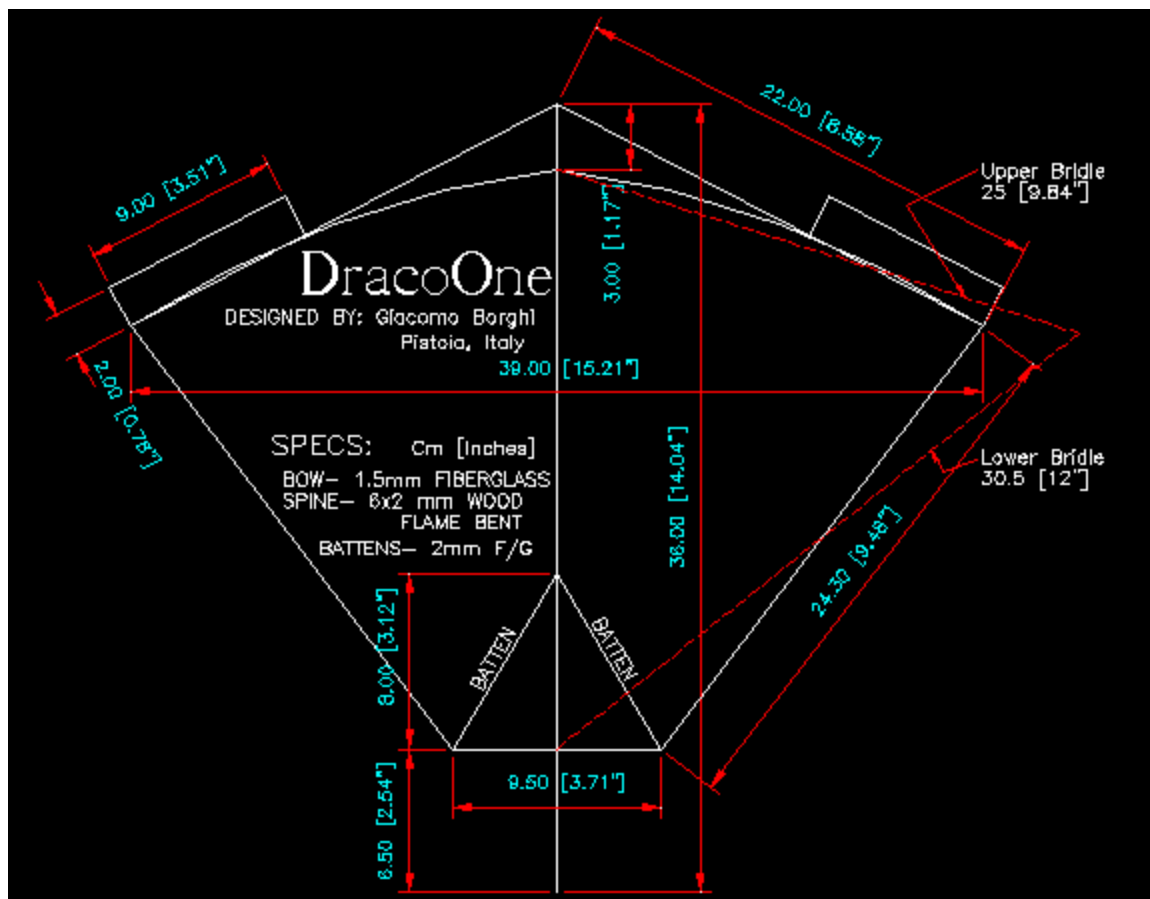 22.00 [8.58"]
9.00 [3.51"]
Upper Bridle
25 [9.84"]
3.00 [1.17"]
DracoOne
DESIGNED BY: Giacomo Borghi
Pistoia, Italy
39.00 [15.21"]
2.00 [0.78"]
SPECS: Cm [Inches]
BOW- 1.5mm FIBERGLASS
SPINE- 6x2 mm WOOD
FLAME BENT
BATTENS- 2mm F/G
36.00 [14.04"]
Lower Bridle
30.5 [12"]
24.30 [9.48"]
8.00 [3.12"]
BATTEN
BATTEN
9.50 [3.71"]
6.50 [2.54"]